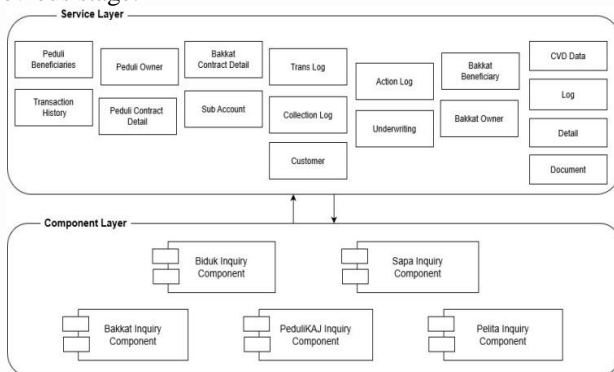 Service Layer
Peduli
Beneficiaries
Peduli Owner
Bakkat
Contract Detail
Trans Log
Action Log
Bakkat
Beneficiary
CVD Data
Transaction
History
Peduli Contract
Detail
Sub Account
Collection Log
Underwriting
Bakkat Owner
Log
Customer
Detail
Document
Component Layer
Biduk Inquiry
Component
Sapa Inquiry
Component
Bakkat Inquiry
Component
PeduliKAJ Inquiry
Component
Pelita Inquiry
Component